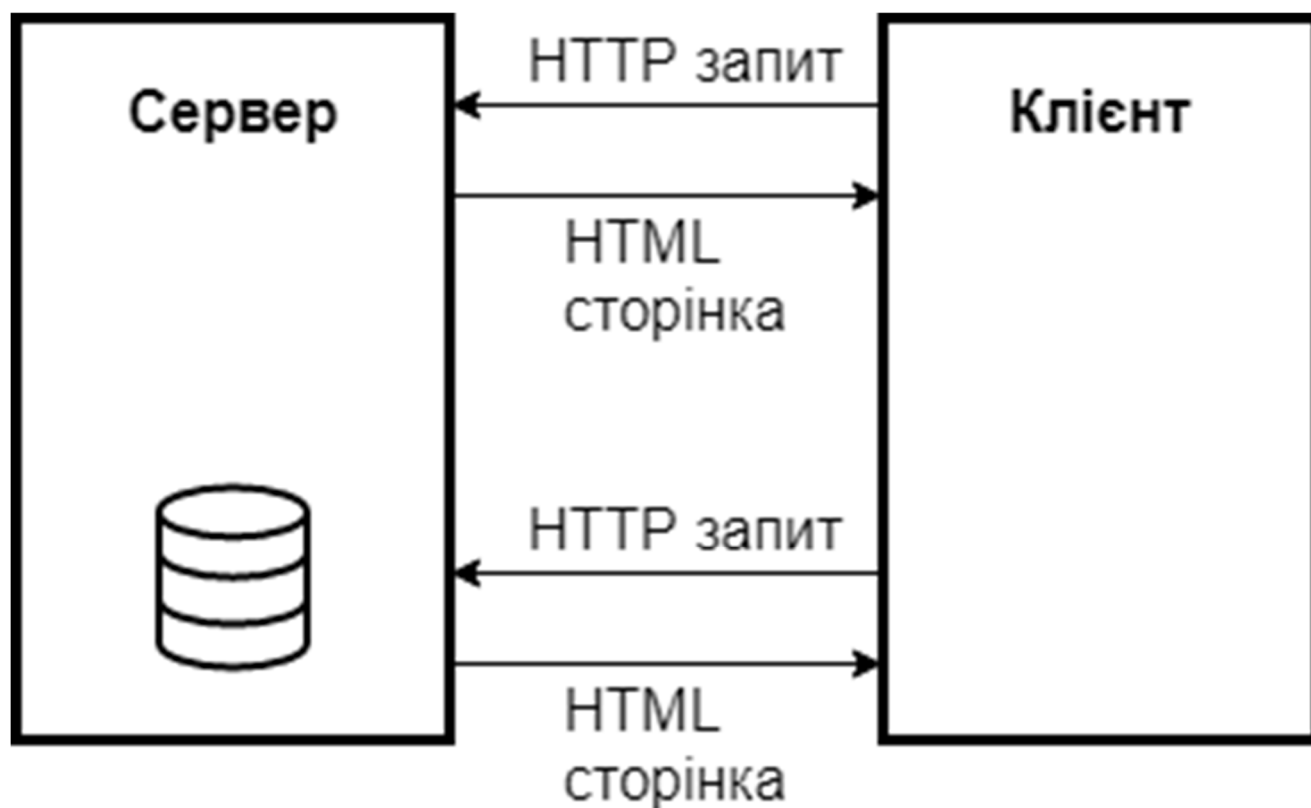 HTTP запит
Сервер
Клієнт
HTML
сторінка
HTTP запит
HTML
сторінка